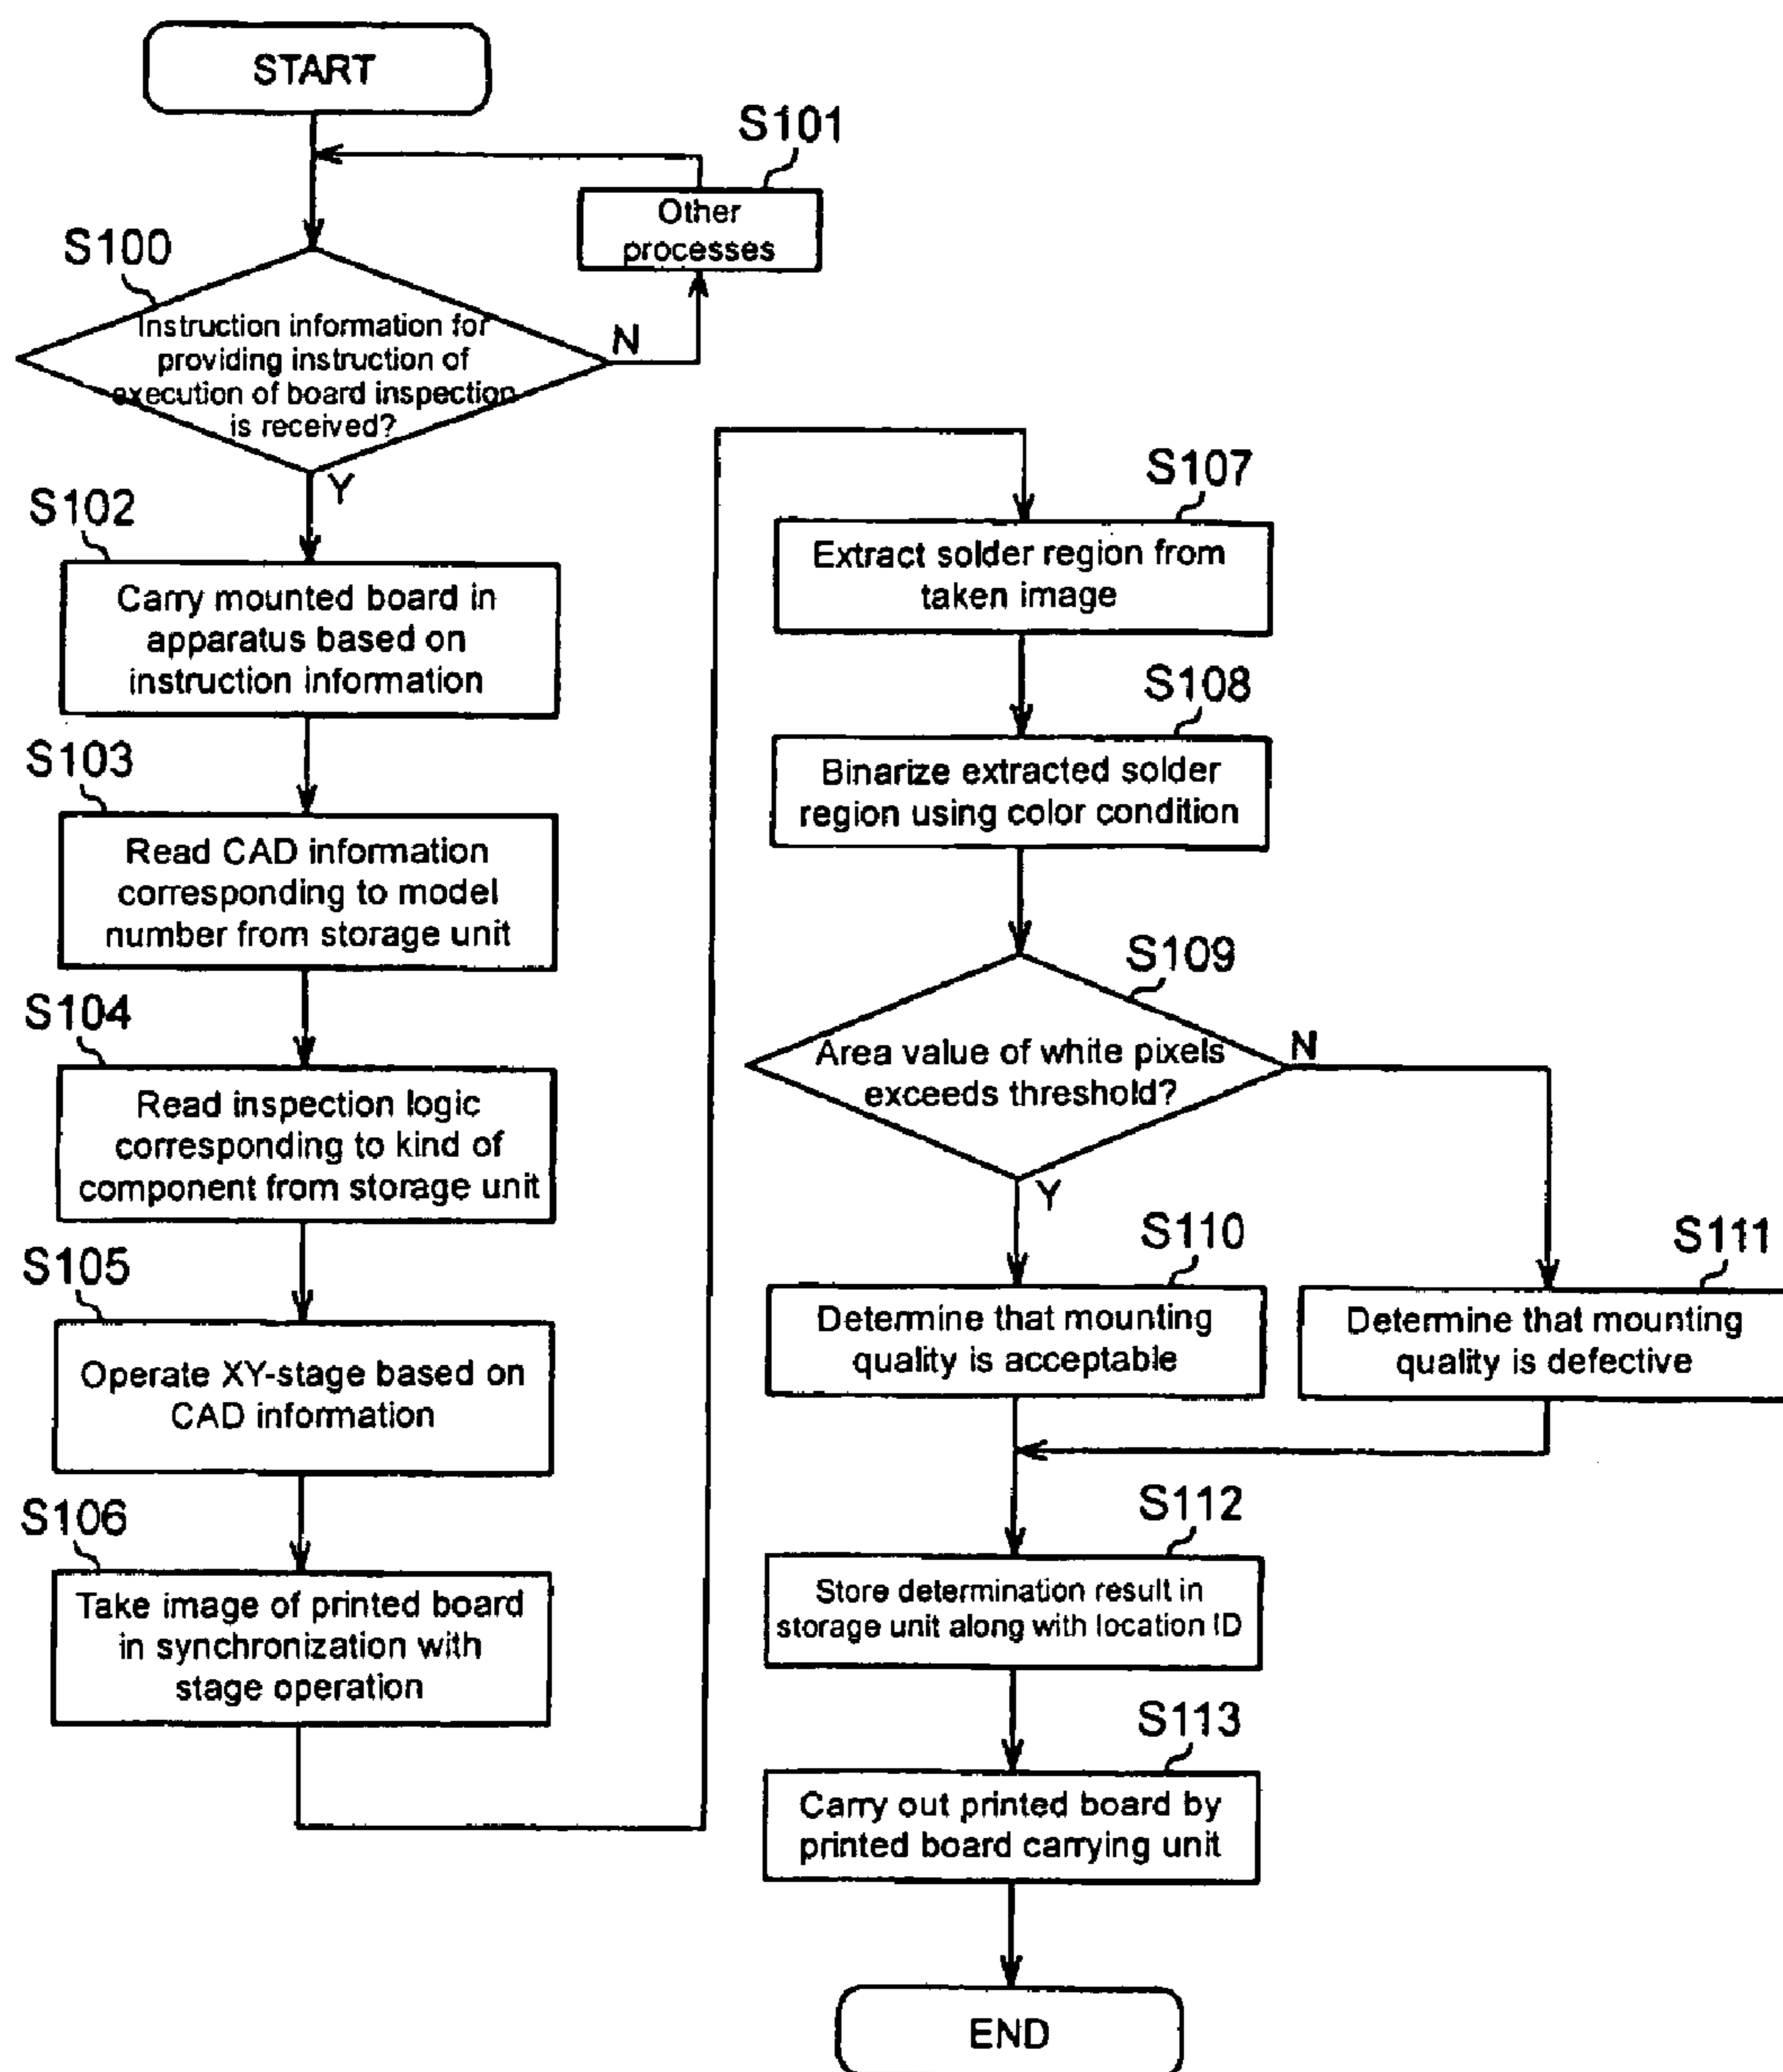 START
S101
Other
processes
S100
Instruction information for
providing instruction of
execution of board inspection
is received?
N
Y
S102
Carry mounted board in
apparatus based on
instruction information
S103
Read CAD information
corresponding to model
number from storage unit
S104
Read inspection logic
corresponding to kind of
component from storage unit
S105
Operate XY-stage based on
CAD information
S106
Take image of printed board
in synchronization with
stage operation
S107
Extract solder region from
taken image
S108
Binarize extracted solder
region using color condition
S109
Area value of white pixels
exceeds threshold?
N
Y
S110
Determine that mounting
quality is acceptable
S111
Determine that mounting
quality is defective
S112
Store determination result in
storage unit along with location ID
S113
Carry out printed board by
printed board carrying unit
END